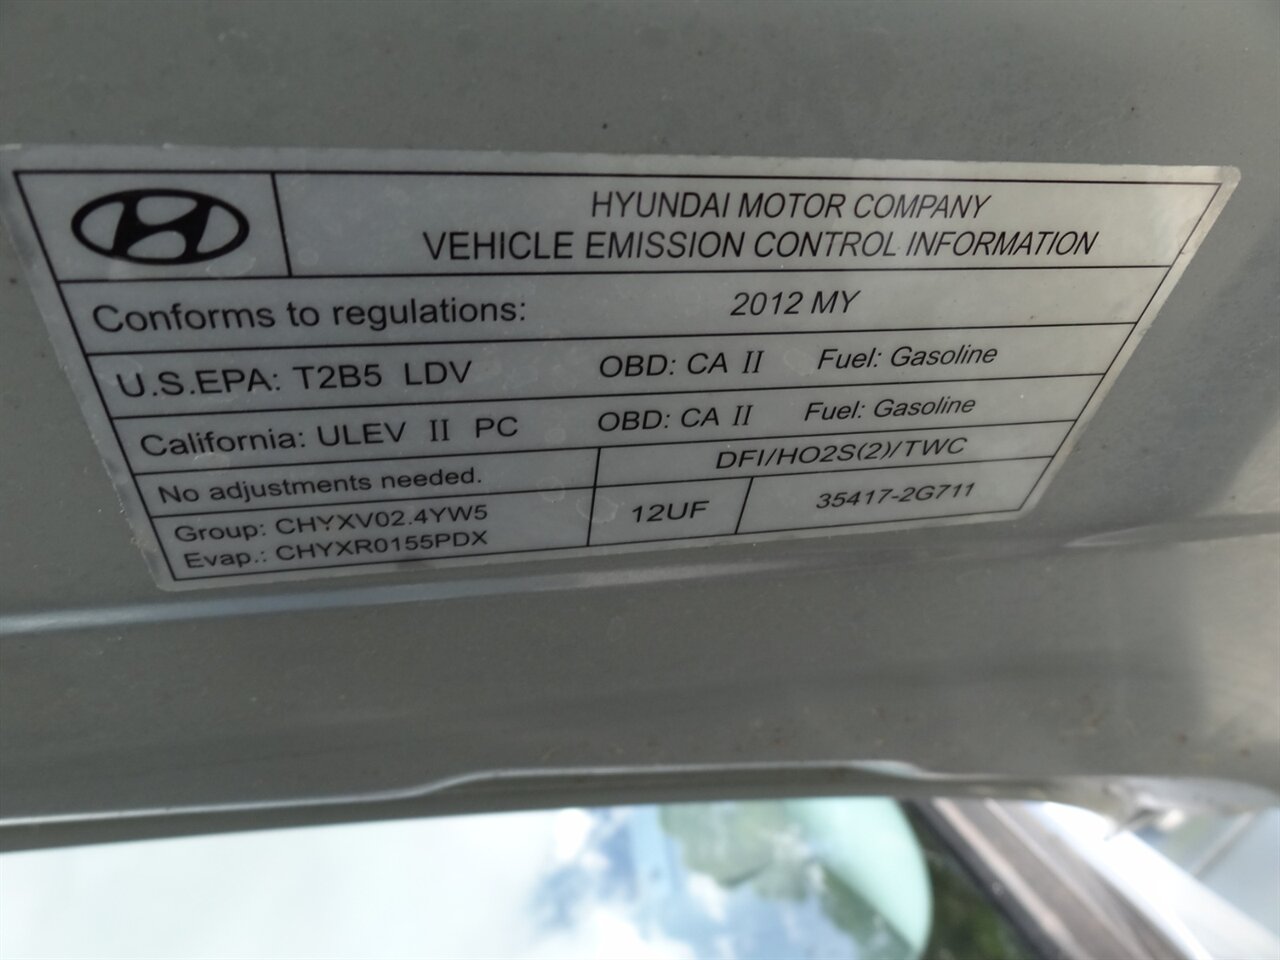 HYUNDAI MOTOR COMPANY
VEHICLE EMISSION CONTROL INFORMATION
Conforms to regulations: 2012 MY
U.S.EPA: T2B5 LDV OBD: CA II Fuel: Gasoline
California: ULEV II PC OBD: CA II Fuel: Gasoline
No adjustments needed. DFI/HO2S(2)/TWC
Group: CHYXV02.4YW5 12UF 35417-2G711
Evap.: CHYXR0155PDX